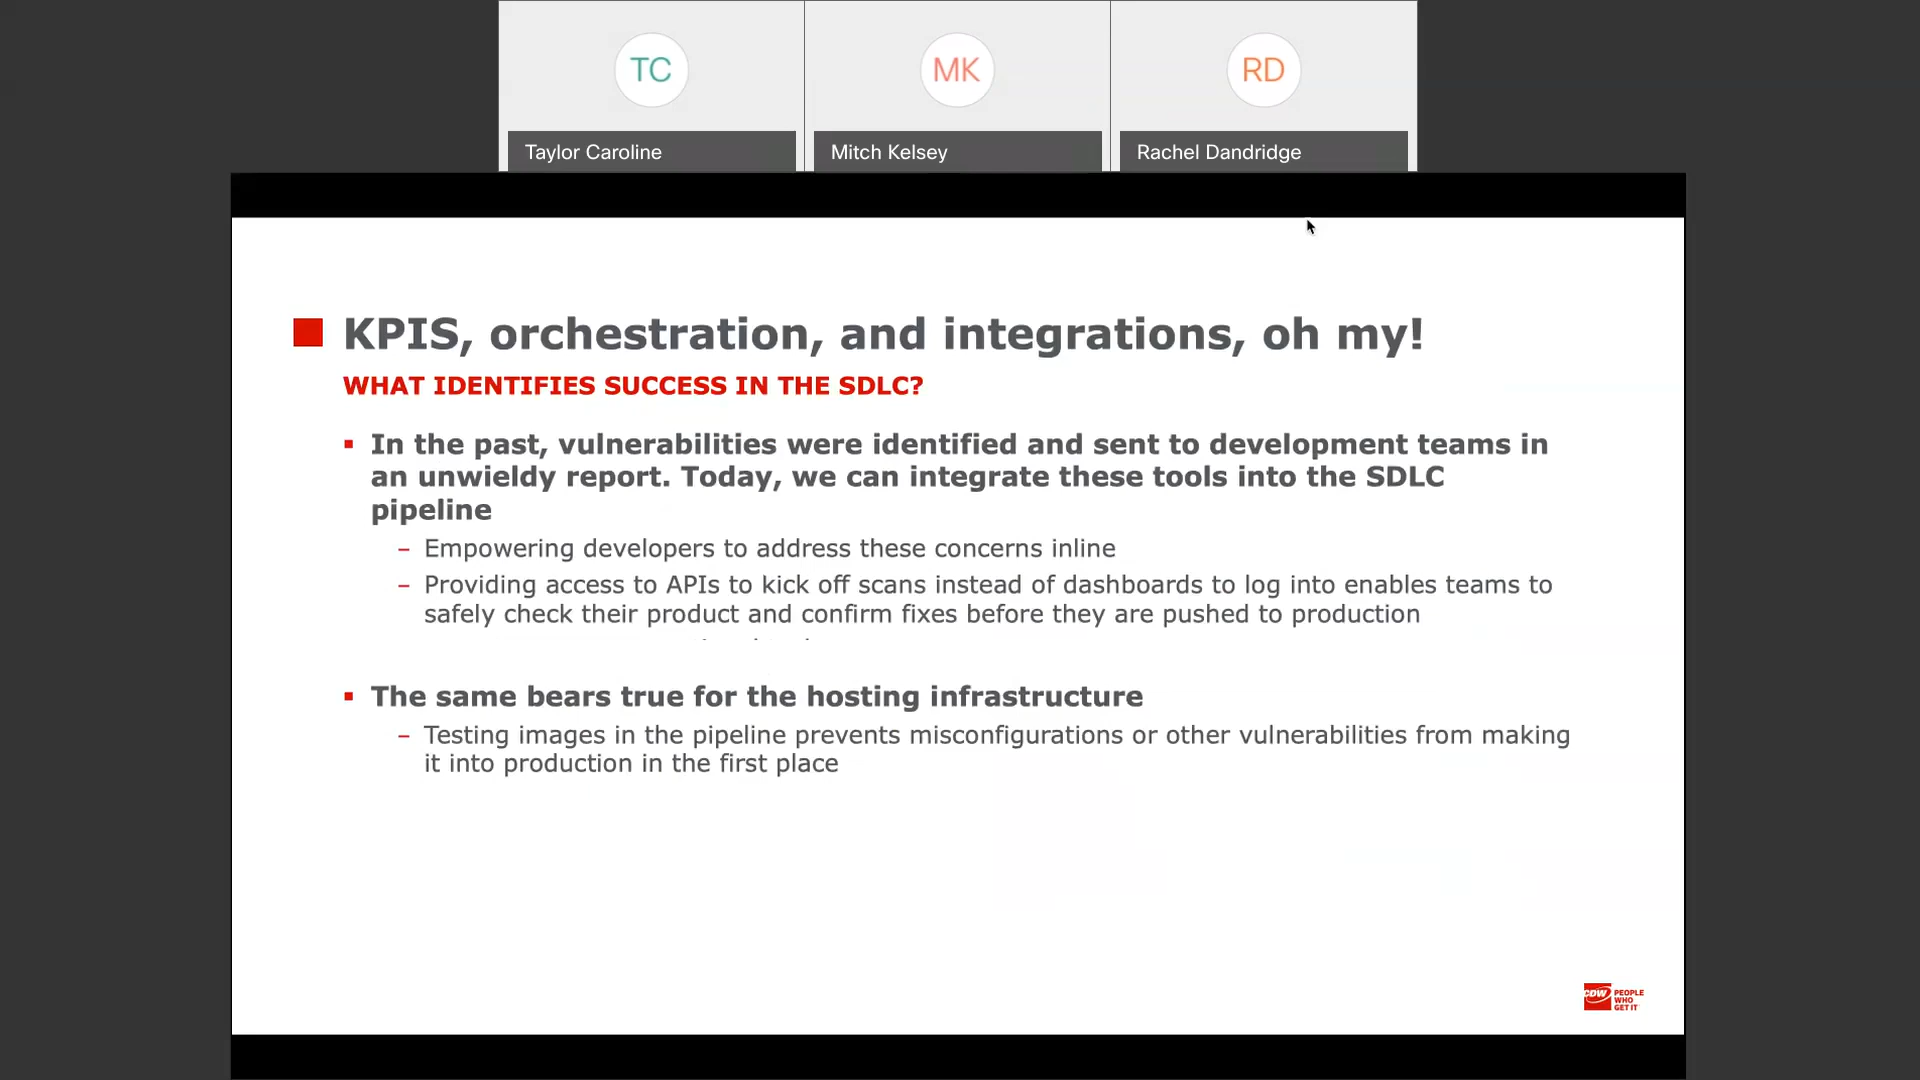 TC
MK
RD
Taylor Caroline
Mitch Kelsey
Rachel Dandridge
KPIS, orchestration, and integrations, oh my!
WHAT IDENTIFIES SUCCESS IN THE SDLC?
▪ In the past, vulnerabilities were identified and sent to development teams in
an unwieldy report. Today, we can integrate these tools into the SDLC
pipeline
– Empowering developers to address these concerns inline
– Providing access to APIs to kick off scans instead of dashboards to log into enables teams to
safely check their product and confirm fixes before they are pushed to production
▪ The same bears true for the hosting infrastructure
– Testing images in the pipeline prevents misconfigurations or other vulnerabilities from making
it into production in the first place
CDW
PEOPLE
WHO
GET IT